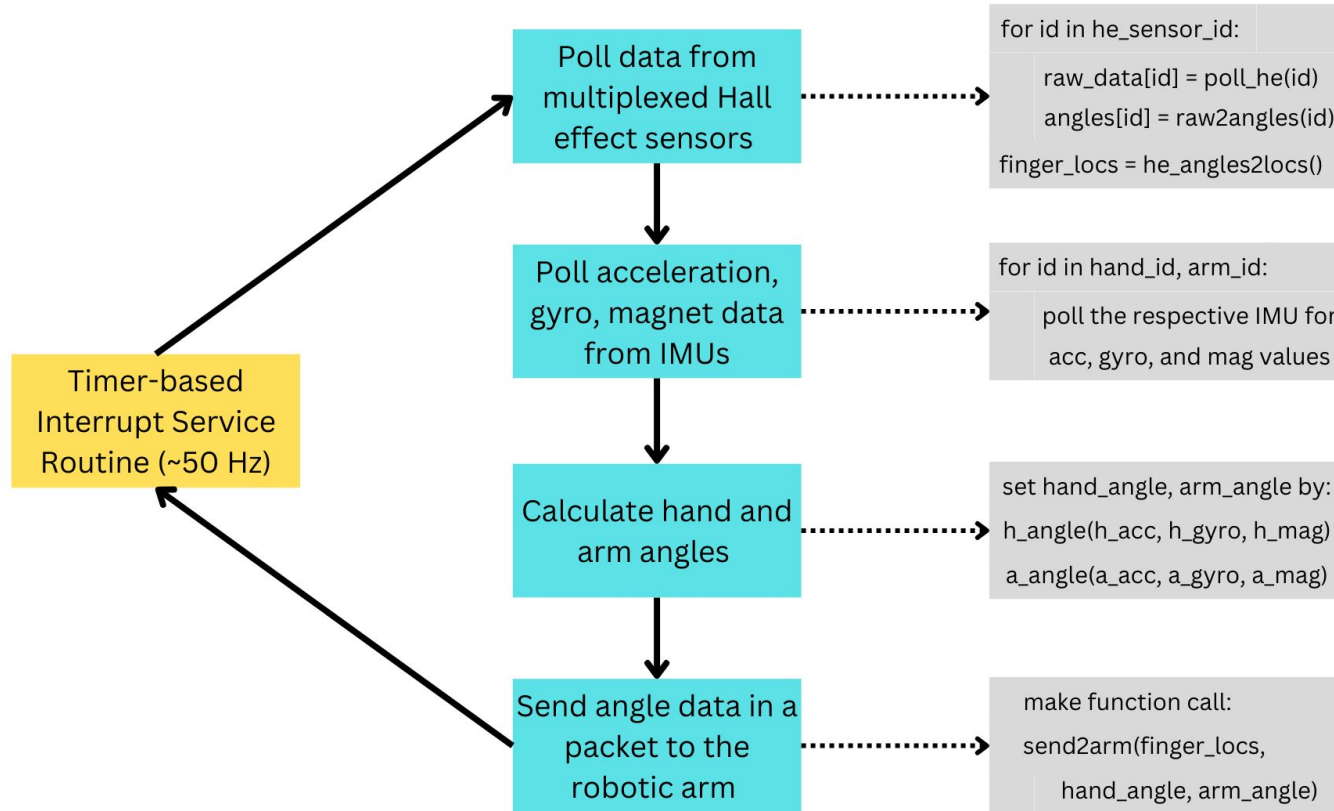 Poll data from
multiplexed Hall
effect sensors
for id in he_sensor_id:
raw_data[id] = poll_he(id)
angles[id] = raw2angles(id)
finger_locs = he_angles2locs()
Poll acceleration,
gyro, magnet data
from IMUs
for id in hand_id, arm_id:
poll the respective IMU for
acc, gyro, and mag values
Timer-based
Interrupt Service
Routine (~50 Hz)
Calculate hand and
arm angles
set hand_angle, arm_angle by:
h_angle(h_acc, h_gyro, h_mag)
a_angle(a_acc, a_gyro, a_mag)
Send angle data in a
packet to the
robotic arm
make function call:
send2arm(finger_locs,
hand_angle, arm_angle)